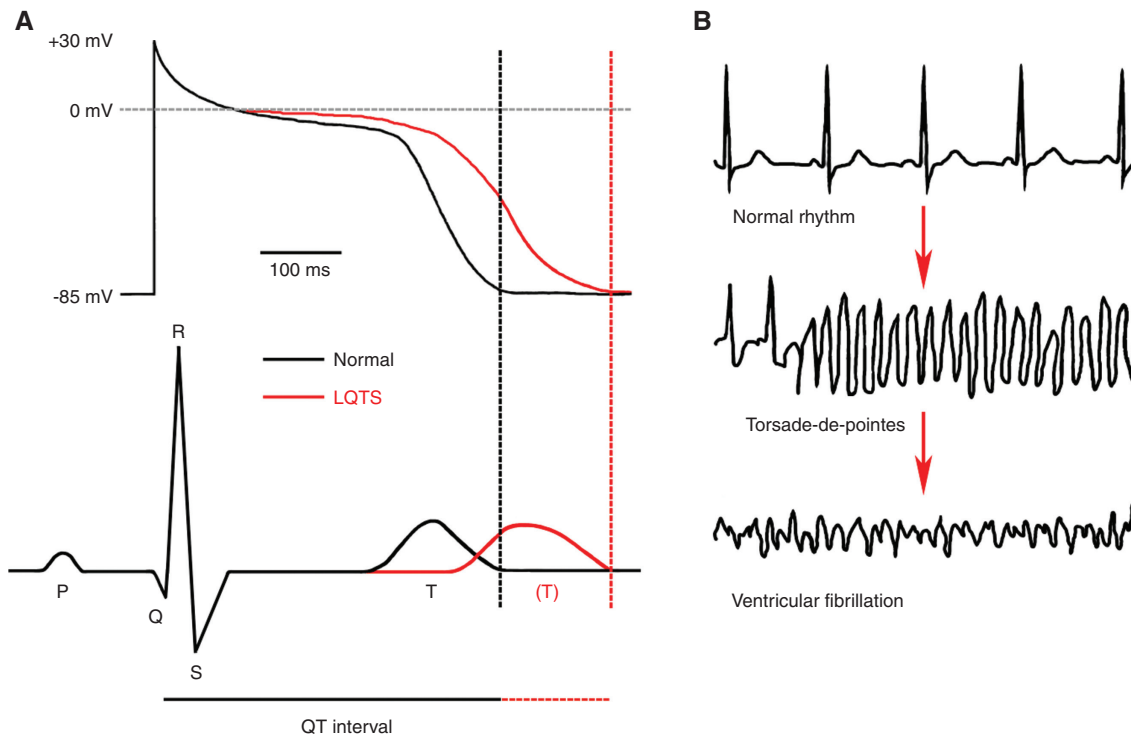 A
+30 mV
0 mV
100 ms
-85 mV
R
Normal
LQTS
P
Q
S
T
(T)
QT interval
B
Normal rhythm
Torsade-de-pointes
Ventricular fibrillation